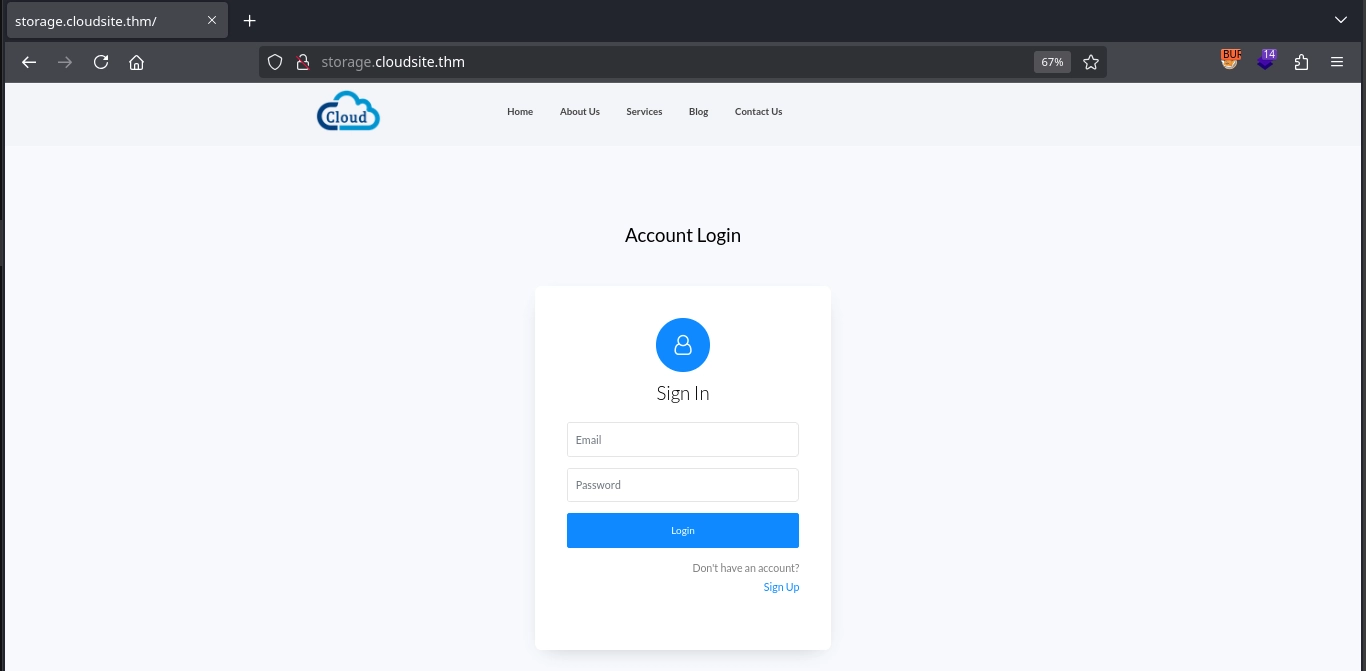 storage.cloudsite.thm/
storage.cloudsite.thm
67%
BUR
14
Cloud
Home
About Us
Services
Blog
Contact Us
Account Login
Sign In
Email
Password
Login
Don't have an account?
Sign Up